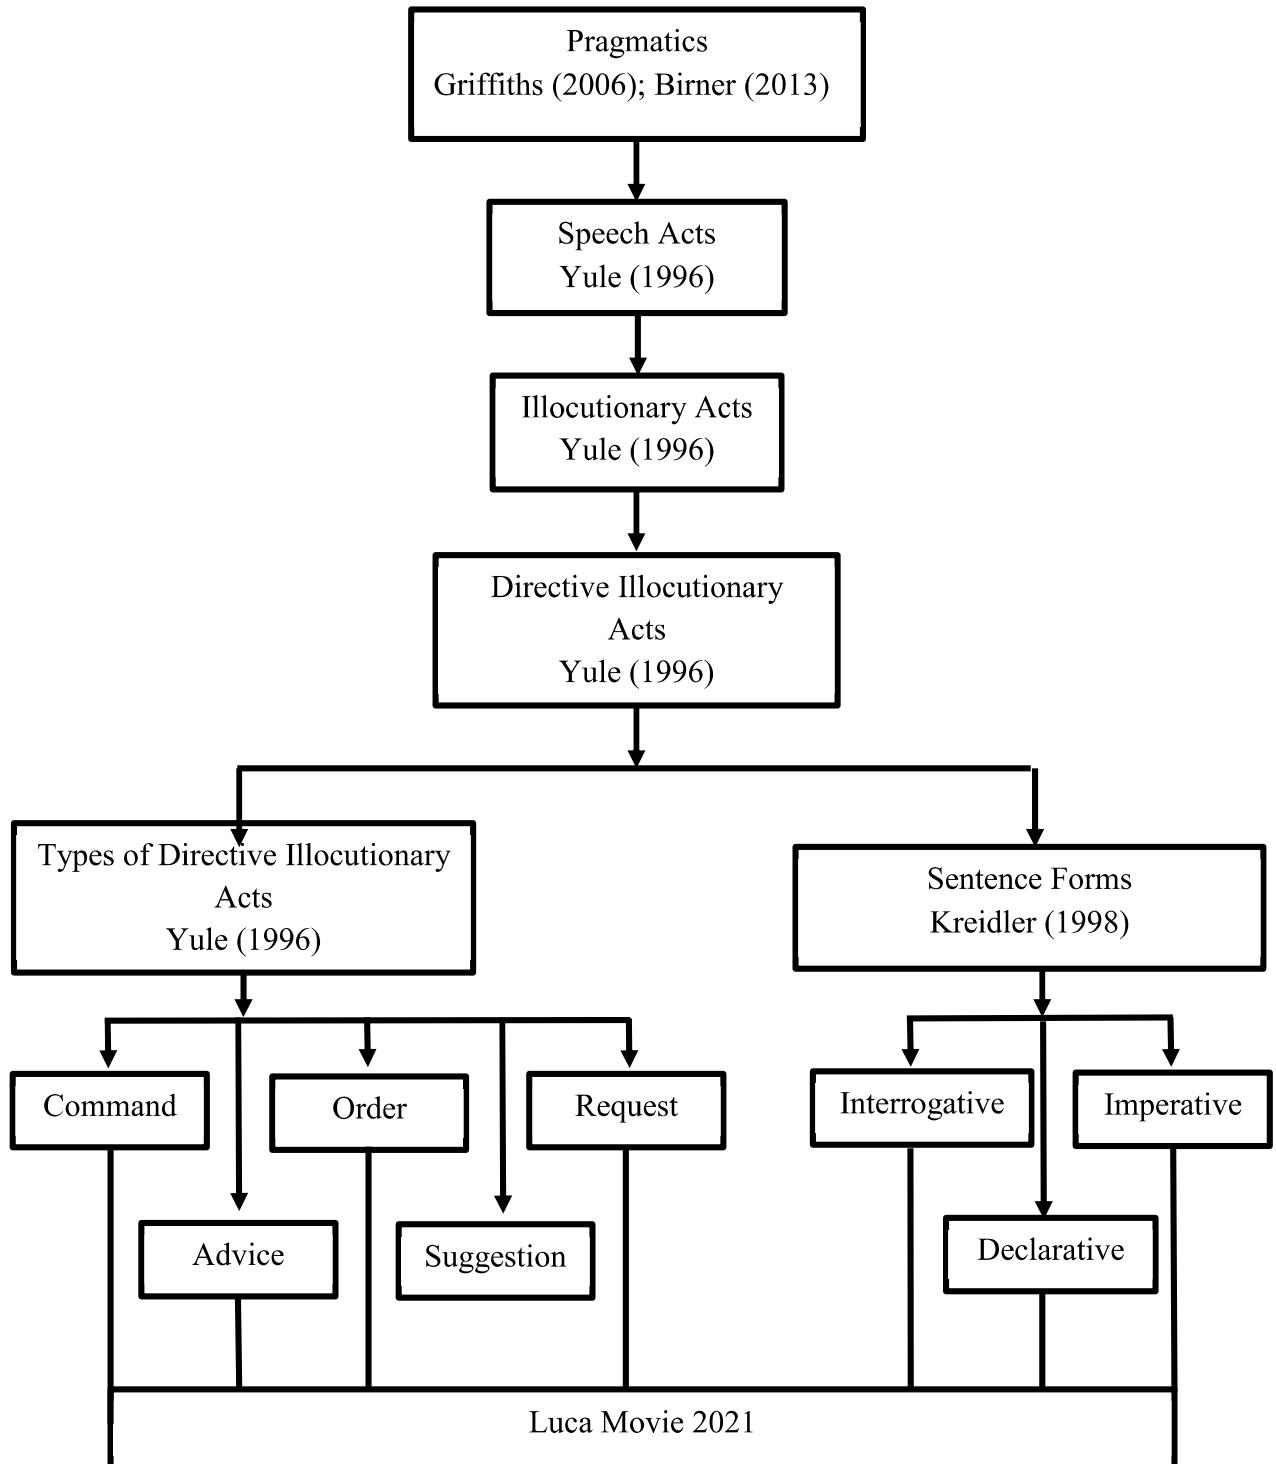 Pragmatics
Griffiths (2006); Birner (2013)
Speech Acts
Yule (1996)
Illocutionary Acts
Yule (1996)
Directive Illocutionary
Acts
Yule (1996)
Types of Directive Illocutionary
Acts
Yule (1996)
Sentence Forms
Kreidler (1998)
Command
Order
Request
Interrogative
Imperative
Advice
Suggestion
Declarative
Luca Movie 2021